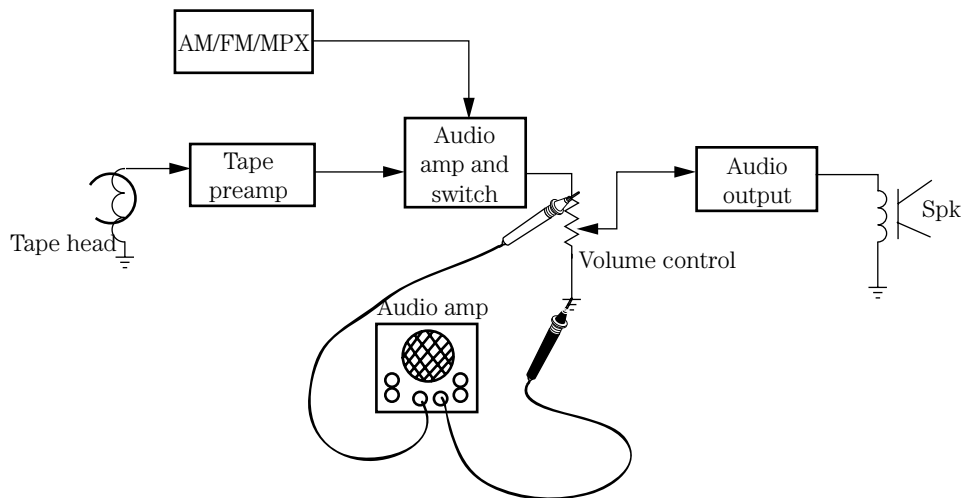 AM/FM/MPX
Tape
preamp
Audio
amp and
switch
Audio
output
Spk
Tape head
Volume control
Audio amp